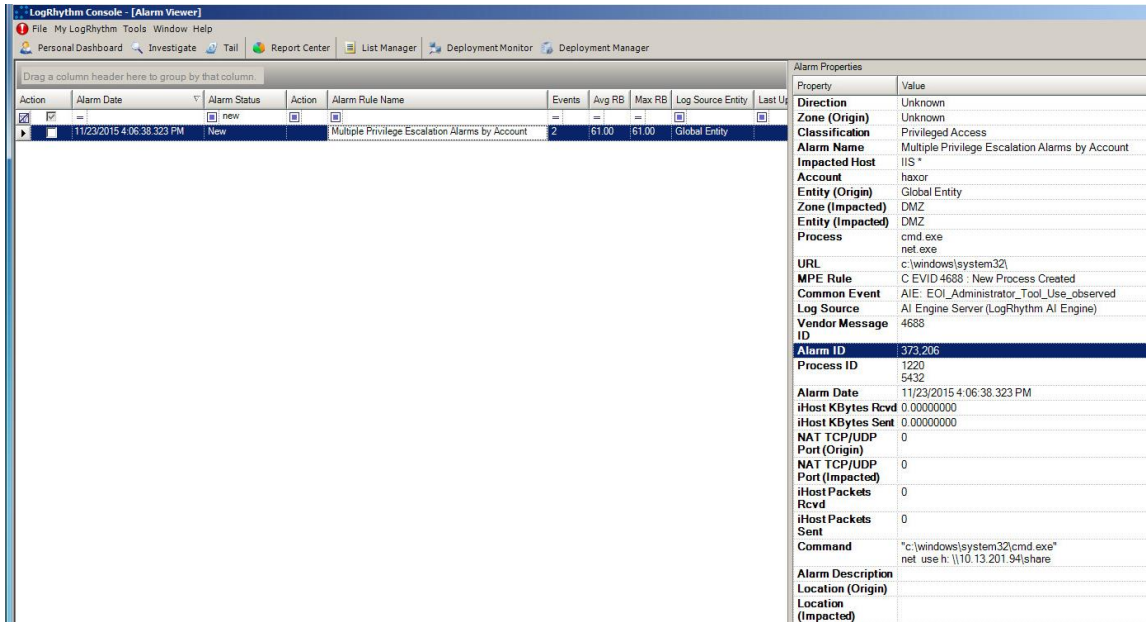 LogRhythm Console - [Alarm Viewer]
File My LogRhythm Tools Window Help
Personal Dashboard Investigate Tail Report Center List Manager Deployment Monitor Deployment Manager
Drag a column header here to group by that column.
Action Alarm Date Alarm Status Action Alarm Rule Name Events Avg RB Max RB Log Source Entity Last Up
= new = = =
11/23/2015 4:06:38.323 PM New Multiple Privilege Escalation Alarms by Account 2 61.00 61.00 Global Entity
Alarm Properties
Property Value
Direction Unknown
Zone (Origin) Unknown
Classification Privileged Access
Alarm Name Multiple Privilege Escalation Alarms by Account
Impacted Host IIS *
Account haxor
Entity (Origin) Global Entity
Zone (Impacted) DMZ
Entity (Impacted) DMZ
Process cmd.exe
net.exe
URL c:\windows\system32\
MPE Rule C EVID 4688 : New Process Created
Common Event AIE: EOI_Administrator_Tool_Use_observed
Log Source AI Engine Server (LogRhythm AI Engine)
Vendor Message 4688
ID
Alarm ID 373,206
Process ID 1220
5432
Alarm Date 11/23/2015 4:06:38.323 PM
iHost KBytes Rcvd 0.00000000
iHost KBytes Sent 0.00000000
NAT TCP/UDP 0
Port (Origin)
NAT TCP/UDP 0
Port (Impacted)
iHost Packets 0
Rcvd
iHost Packets 0
Sent
Command "c:\windows\system32\cmd.exe"
net use h: \\10.13.201.94\share
Alarm Description
Location (Origin)
Location
(Impacted)